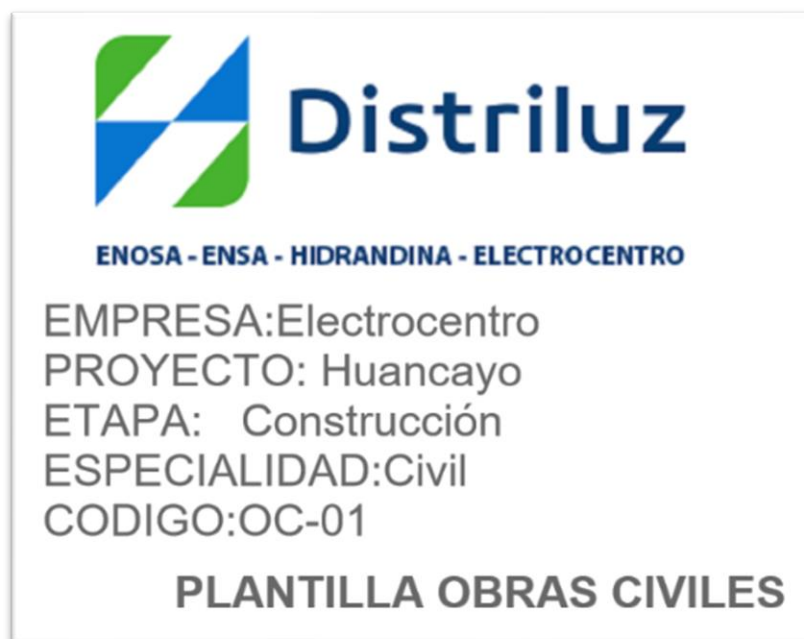 Distriluz
ENOSA - ENSA - HIDRANDINA - ELECTROCENTRO
EMPRESA:Electrocentro
PROYECTO: Huancayo
ETAPA: Construcción
ESPECIALIDAD:Civil
CODIGO:OC-01
PLANTILLA OBRAS CIVILES